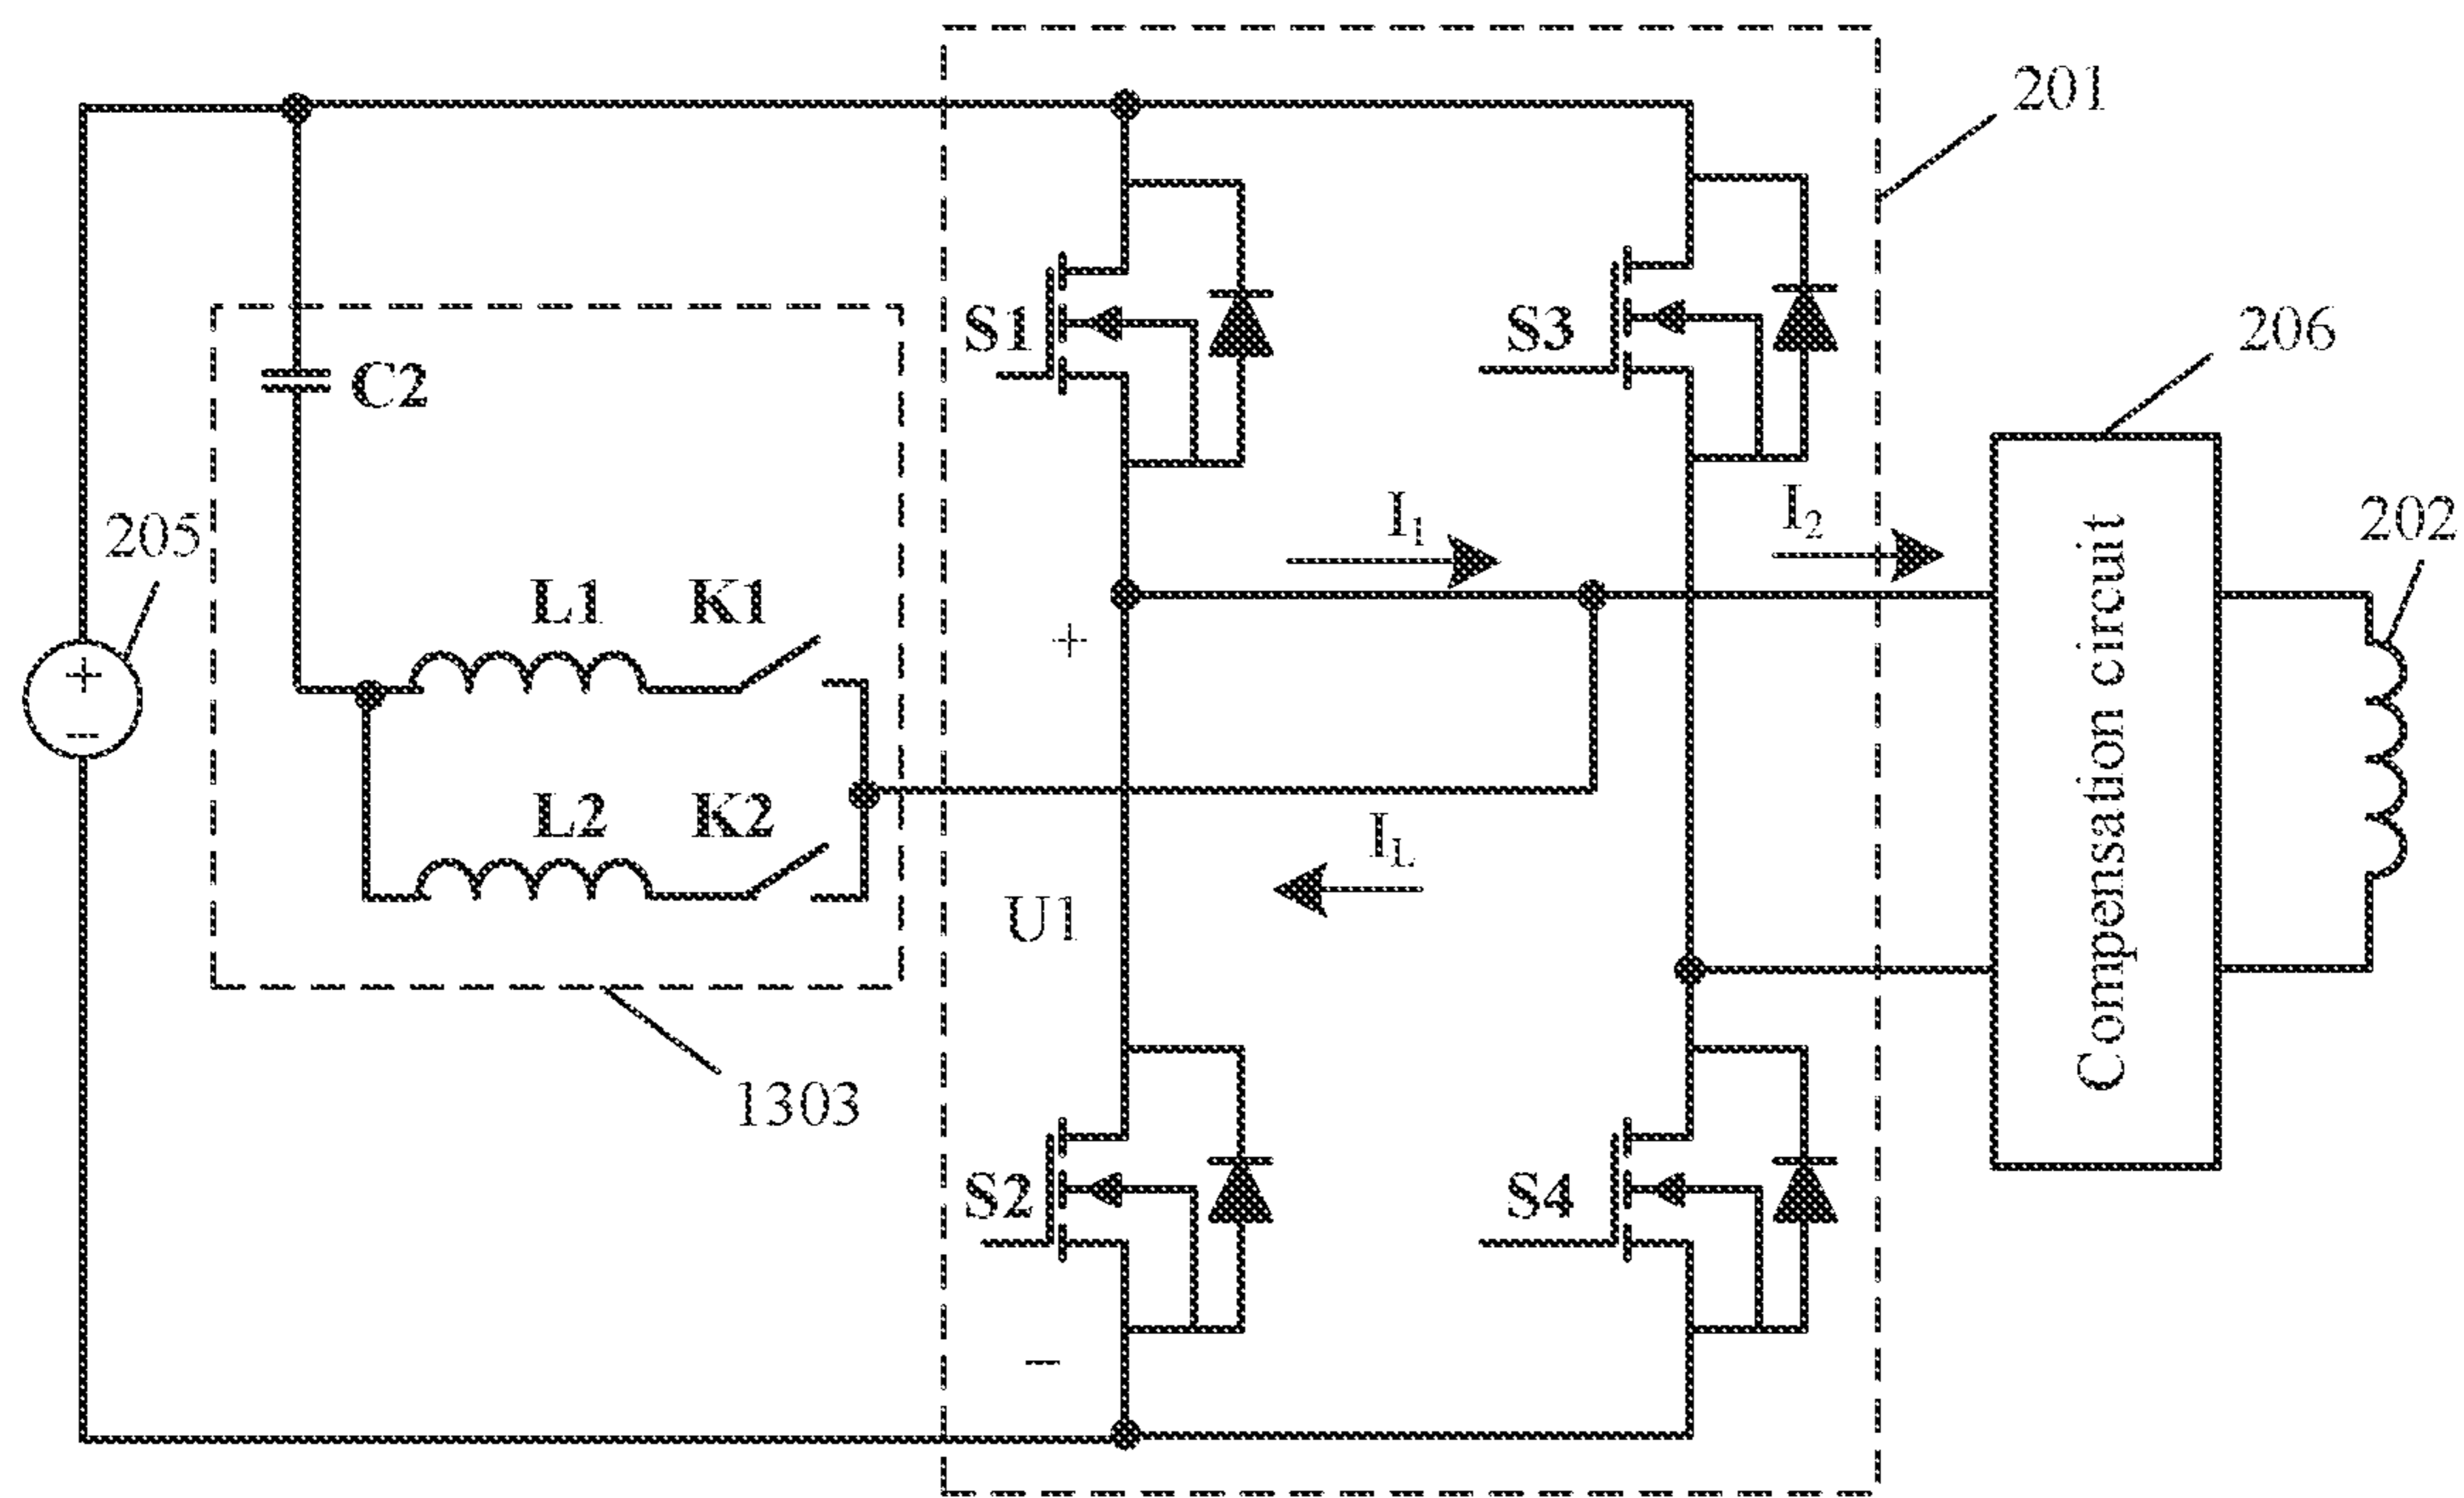 201
S1
S3
206
C2
I₁
I₂
202
205
L1
K1
+
+
−
L2
K2
I_L
U1
Compensation circuit
1303
S2
S4
−